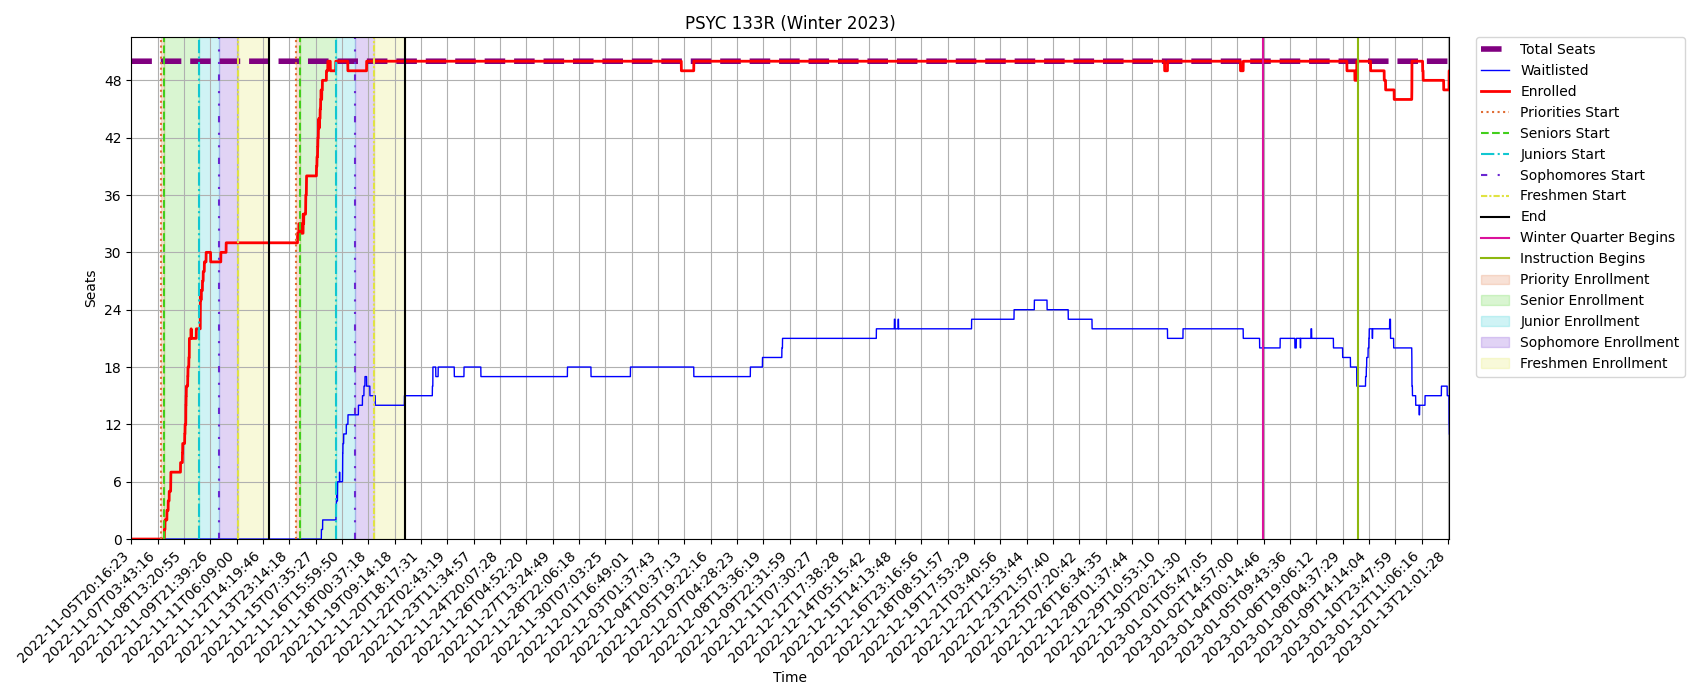 PSYC 133R (Winter 2023)
Seats
48
42
36
30
24
18
12
6
0
2022-11-05T20:16:23
2022-11-07T03:43:16
2022-11-08T13:20:55
2022-11-09T21:39:26
2022-11-11T06:09:00
2022-11-12T14:19:46
2022-11-13T23:14:18
2022-11-15T07:35:27
2022-11-16T15:59:50
2022-11-18T00:37:18
2022-11-19T09:14:18
2022-11-20T18:17:31
2022-11-22T02:43:19
2022-11-23T11:34:57
2022-11-24T20:07:28
2022-11-26T04:52:20
2022-11-27T13:24:49
2022-11-28T22:06:18
2022-11-30T07:03:25
2022-12-01T16:49:01
2022-12-03T01:37:43
2022-12-04T10:37:13
2022-12-05T19:22:16
2022-12-07T04:28:23
2022-12-08T13:36:19
2022-12-09T22:31:59
2022-12-11T07:30:27
2022-12-12T17:38:28
2022-12-14T05:15:42
2022-12-15T14:13:48
2022-12-16T23:16:56
2022-12-18T08:51:57
2022-12-19T17:53:29
2022-12-21T03:40:56
2022-12-22T12:53:44
2022-12-23T21:57:40
2022-12-25T07:20:42
2022-12-26T16:34:35
2022-12-28T01:37:44
2022-12-29T10:53:10
2022-12-30T20:21:30
2023-01-01T05:47:05
2023-01-02T14:57:00
2023-01-04T00:14:46
2023-01-05T09:43:36
2023-01-06T19:06:12
2023-01-08T04:37:29
2023-01-09T14:14:04
2023-01-10T23:47:59
2023-01-12T11:06:16
2023-01-13T21:01:28
Time
Total Seats
Waitlisted
Enrolled
Priorities Start
Seniors Start
Juniors Start
Sophomores Start
Freshmen Start
End
Winter Quarter Begins
Instruction Begins
Priority Enrollment
Senior Enrollment
Junior Enrollment
Sophomore Enrollment
Freshmen Enrollment